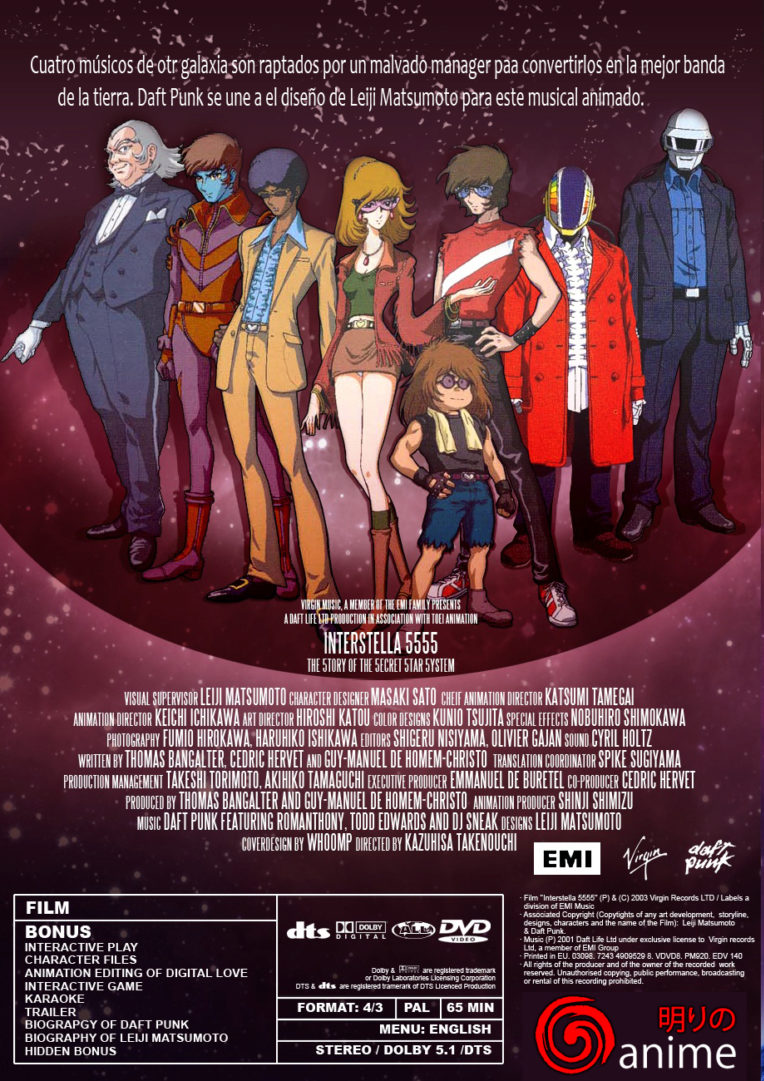 Cuatro músicos de otr galaxia son raptados por un malvado manager paa convertirlos en la mejor banda
de la tierra. Daft Punk se une a el diseño de Leiji Matsumoto para este musical animado.
VIRGIN MUSIC, A MEMBER OF THE EMI FAMILY PRESENTS
A DAFT LIFE LTD PRODUCTION IN ASSOCIATION WITH TOEI ANIMATION
INTERSTELLA 5555
THE 5TORY OF THE 5ECRET 5TAR 5YSTEM
VISUAL SUPERVISOR LEIJI MATSUMOTO CHARACTER DESIGNER MASAKI SATO CHEIF ANIMATION DIRECTOR KATSUMI TAMEGAI
ANIMATION DIRECTOR KEICHI ICHIKAWA ART DIRECTOR HIROSHI KATOU COLOR DESIGNS KUNIO TSUJITA SPECIAL EFFECTS NOBUHIRO SHIMOKAWA
PHOTOGRAPHY FUMIO HIROKAWA, HARUHIKO ISHIKAWA EDITORS SHIGERU NISIYAMA, OLIVIER GAJAN SOUND CYRIL HOLTZ
WRITTEN BY THOMAS BANGALTER, CEDRIC HERVET AND GUY-MANUEL DE HOMEM-CHRISTO TRANSLATION COORDINATOR SPIKE SUGIYAMA
PRODUCTION MANAGEMENT TAKESHI TORIMOTO, AKIHIKO TAMAGUCHI EXECUTIVE PRODUCER EMMANUEL DE BURETEL CO-PRODUCER CEDRIC HERVET
PRODUCED BY THOMAS BANGALTER AND GUY-MANUEL DE HOMEM-CHRISTO ANIMATION PRODUCER SHINJI SHIMIZU
MUSIC DAFT PUNK FEATURING ROMANTHONY, TODD EDWARDS AND DJ SNEAK DESIGNS LEIJI MATSUMOTO
COVERDESIGN BY WHOOMP DIRECTED BY KAZUHISA TAKENOUCHI
EMI
Virgin
daft punk
FILM
BONUS
INTERACTIVE PLAY
CHARACTER FILES
ANIMATION EDITING OF DIGITAL LOVE
INTERACTIVE GAME
KARAOKE
TRAILER
BIOGRAPGY OF DAFT PUNK
BIOGRAPHY OF LEIJI MATSUMOTO
HIDDEN BONUS
dts DOLBY DIGITAL ALL DVD VIDEO
Dolby & DOLBY are registered trademark
or Dolby Laboratories Licensing Corporation
DTS & dts are registered tramerark of DTS Licenced Production
FORMAT: 4/3 PAL 65 MIN
MENU: ENGLISH
STEREO / DOLBY 5.1 /DTS
· Film "Interstella 5555" (P) & (C) 2003 Virgin Records LTD / Labels a
division of EMI Music
· Associated Copyright (Copytights of any art development, storyline,
designs, characters and the name of the Film): Leiji Matsumoto
& Daft Punk.
· Music (P) 2001 Daft Life Ltd under exclusive license to Virgin records
Ltd, a member of EMI Group
· Printed in EU. 03098. 7243 4909529 8. VDVD8. PM920. EDV 140
· All rights of the producer and of the owner of the recorded work
reserved. Unauthorised copying, public performance, broadcasting
or rental of this recording prohibited.
明りの
anime